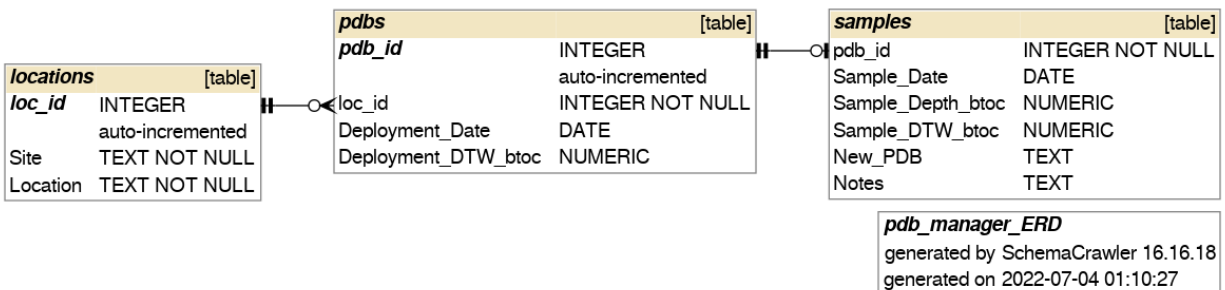 locations [table]
loc_id INTEGER
auto-incremented
Site TEXT NOT NULL
Location TEXT NOT NULL
pdbs [table]
pdb_id INTEGER
auto-incremented
loc_id INTEGER NOT NULL
Deployment_Date DATE
Deployment_DTW_btoc NUMERIC
samples [table]
pdb_id INTEGER NOT NULL
Sample_Date DATE
Sample_Depth_btoc NUMERIC
Sample_DTW_btoc NUMERIC
New_PDB TEXT
Notes TEXT
pdb_manager_ERD
generated by SchemaCrawler 16.16.18
generated on 2022-07-04 01:10:27